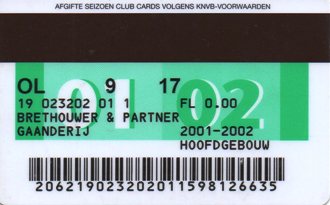 AFGIFTE SEIZOEN CLUB CARDS VOLGENS KNVB-VOORWAARDEN
01 02
OL 9 17
19 023202 01 1 FL 0.00
BRETHOUWER & PARTNER
GAANDERIJ 2001-2002
HOOFDGEBOUW
206219023202011598126635